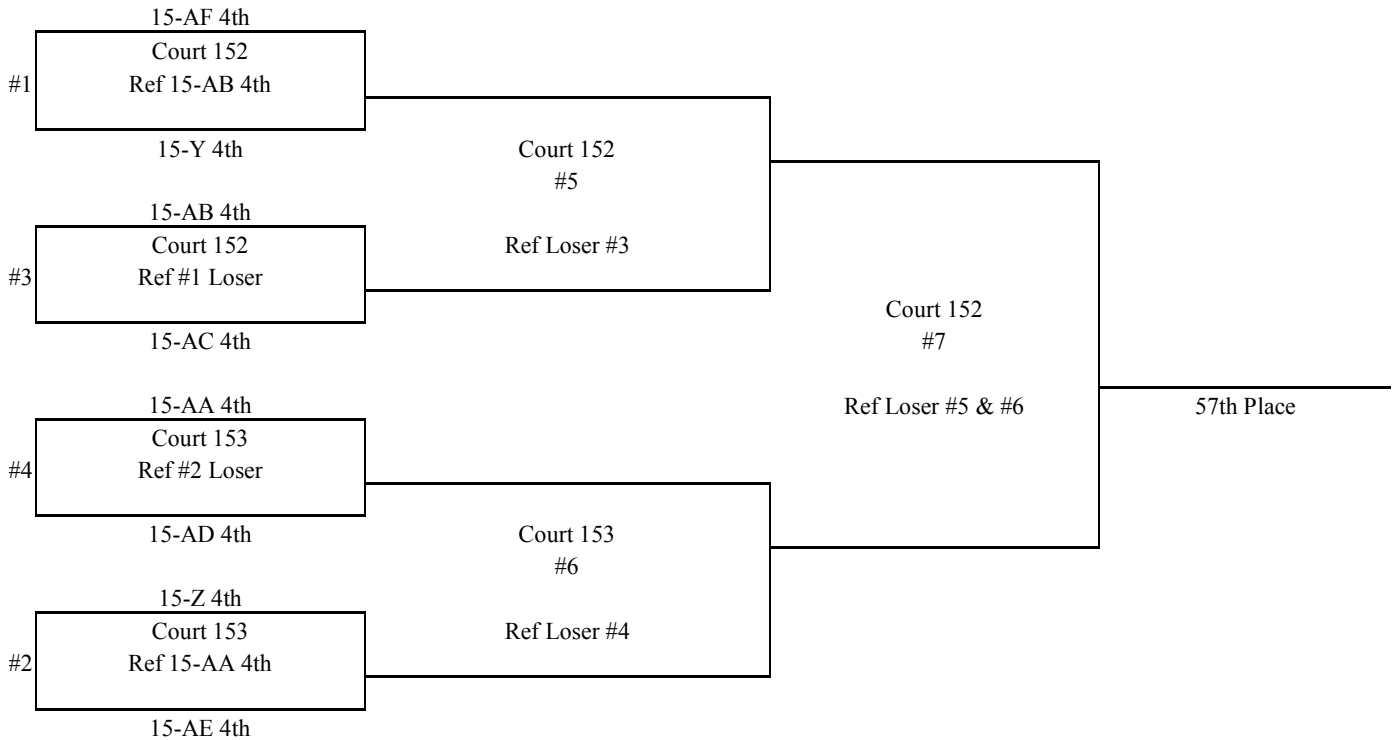 15-AF 4th
Court 152
#1
Ref 15-AB 4th
15-Y 4th
15-AB 4th
Court 152
#3
Ref #1 Loser
15-AC 4th
15-AA 4th
Court 153
#4
Ref #2 Loser
15-AD 4th
15-Z 4th
Court 153
#2
Ref 15-AA 4th
15-AE 4th
Court 152
#5
Ref Loser #3
Court 153
#6
Ref Loser #4
Court 152
#7
Ref Loser #5 & #6
57th Place